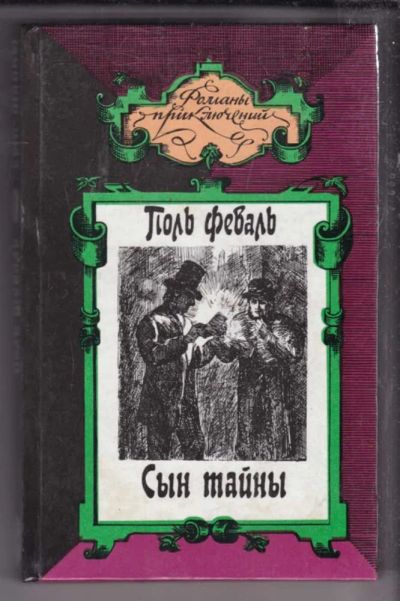 Романы
приключений
Поль Феваль
Сын тайны